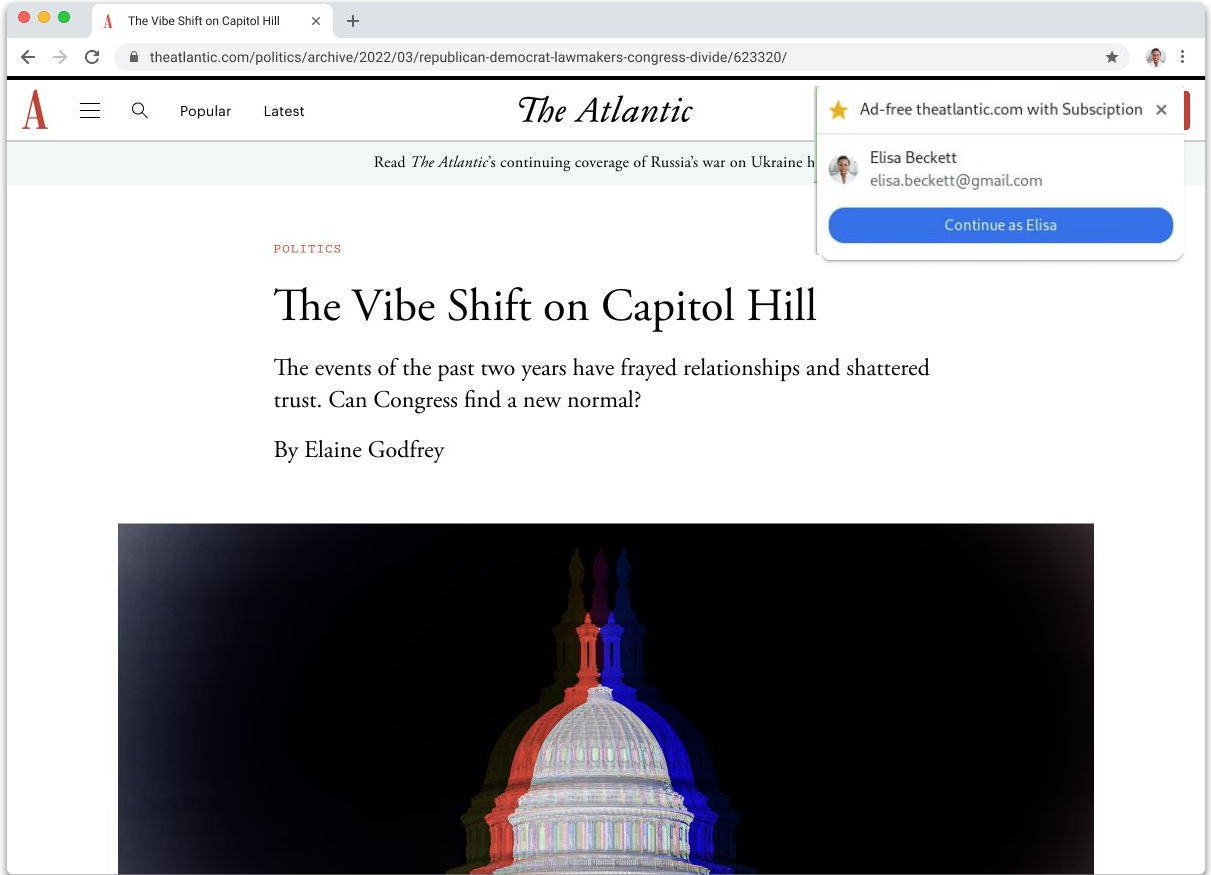 The Vibe Shift on Capitol Hill
theatlantic.com/politics/archive/2022/03/republican-democrat-lawmakers-congress-divide/623320/
A Popular Latest The Atlantic
Ad-free theatlantic.com with Subsciption
Elisa Beckett
elisa.beckett@gmail.com
Continue as Elisa
Read The Atlantic’s continuing coverage of Russia’s war on Ukraine h
POLITICS
The Vibe Shift on Capitol Hill
The events of the past two years have frayed relationships and shattered
trust. Can Congress find a new normal?
By Elaine Godfrey